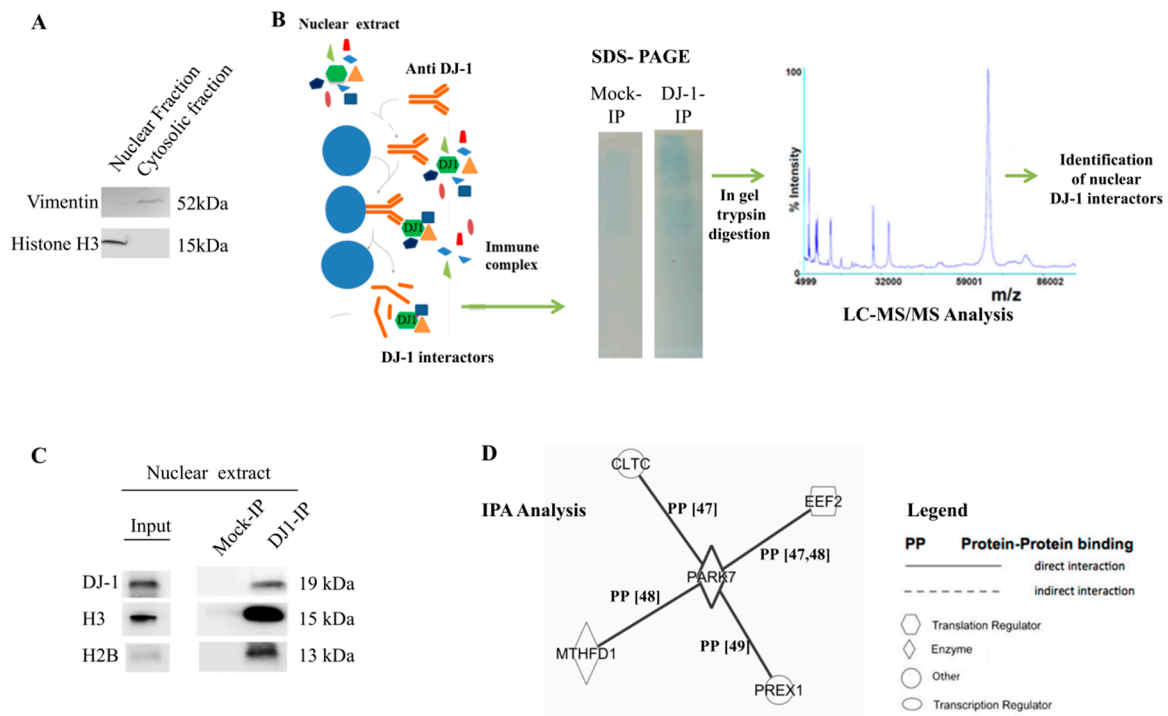 A
Nuclear Fraction
Cytosolic fraction
Vimentin
52kDa
Histone H3
15kDa
B
Nuclear extract
Anti DJ-1
DJ1
DJ1
Immune
complex
DJ1
DJ-1 interactors
SDS- PAGE
Mock-
IP
DJ-1-
IP
In gel
trypsin
digestion
100
% Intensity
0
4999
32000
59001
86002
m/z
LC-MS/MS Analysis
Identification
of nuclear
DJ-1 interactors
C
Nuclear extract
Input
Mock-IP
DJ1-IP
DJ-1
19 kDa
H3
15 kDa
H2B
13 kDa
D
IPA Analysis
CLTC
EEF2
PP [47]
PP [47,48]
PARK7
PP [48]
PP [49]
MTHFD1
PREX1
Legend
PP Protein-Protein binding
direct interaction
indirect interaction
Translation Regulator
Enzyme
Other
Transcription Regulator